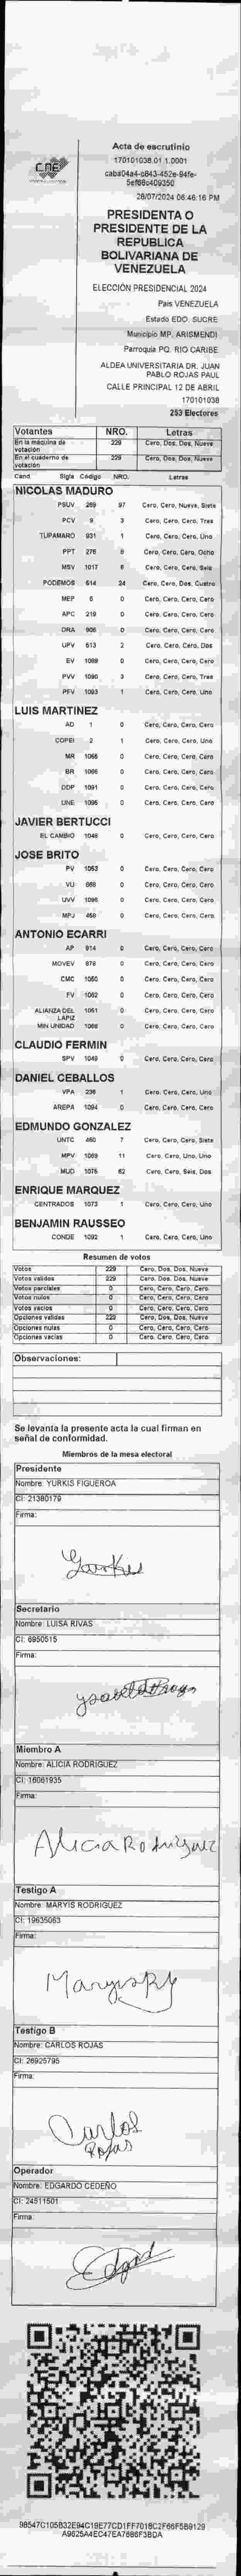 CNE
Acta de escrutinio
170101038.01.1.0001
caba04a4-c843-452e-94fe-
5ef66c409350
28/07/2024 06:46:16 PM
PRESIDENTA O
PRESIDENTE DE LA
REPUBLICA
BOLIVARIANA DE
VENEZUELA
ELECCIÓN PRESIDENCIAL 2024
Pais VENEZUELA
Estado EDO. SUCRE
Municipio MP. ARISMENDI
Parroquia PQ. RIO CARIBE
ALDEA UNIVERSITARIA DR. JUAN
PABLO ROJAS PAUL
CALLE PRINCIPAL 12 DE ABRIL
170101038
253 Electores
Votantes NRO. Letras
En la máquina de votación 229 Cero, Dos, Dos, Nueve
En el cuaderno de votación 229 Cero, Dos, Dos, Nueve
Cand. Sigla Código NRO. Letras
NICOLAS MADURO
PSUV 269 97 Cero, Cero, Nueve, Siete
PCV 9 3 Cero, Cero, Cero, Tres
TUPAMARO 931 1 Cero, Cero, Cero, Uno
PPT 276 8 Cero, Cero, Cero, Ocho
MSV 1017 6 Cero, Cero, Cero, Seis
PODEMOS 514 24 Cero, Cero, Dos, Cuatro
MEP 6 0 Cero, Cero, Cero, Cero
APC 219 0 Cero, Cero, Cero, Cero
ORA 906 0 Cero, Cero, Cero, Cero
UPV 513 2 Cero, Cero, Cero, Dos
EV 1089 0 Cero, Cero, Cero, Cero
PVV 1090 3 Cero, Cero, Cero, Tres
PFV 1093 1 Cero, Cero, Cero, Uno
LUIS MARTINEZ
AD 1 0 Cero, Cero, Cero, Cero
COPEI 2 1 Cero, Cero, Cero, Uno
MR 1065 0 Cero, Cero, Cero, Cero
BR 1066 0 Cero, Cero, Cero, Cero
DDP 1091 0 Cero, Cero, Cero, Cero
UNE 1095 0 Cero, Cero, Cero, Cero
JAVIER BERTUCCI
EL CAMBIO 1048 0 Cero, Cero, Cero, Cero
JOSE BRITO
PV 1053 0 Cero, Cero, Cero, Cero
VU 668 0 Cero, Cero, Cero, Cero
UVV 1096 0 Cero, Cero, Cero, Cero
MPJ 458 0 Cero, Cero, Cero, Cero
ANTONIO ECARRI
AP 914 0 Cero, Cero, Cero, Cero
MOVEV 878 0 Cero, Cero, Cero, Cero
CMC 1050 0 Cero, Cero, Cero, Cero
FV 1052 0 Cero, Cero, Cero, Cero
ALIANZA DEL LAPIZ 1051 0 Cero, Cero, Cero, Cero
MIN UNIDAD 1068 0 Cero, Cero, Cero, Cero
CLAUDIO FERMIN
SPV 1049 0 Cero, Cero, Cero, Cero
DANIEL CEBALLOS
VPA 236 1 Cero, Cero, Cero, Uno
AREPA 1094 0 Cero, Cero, Cero, Cero
EDMUNDO GONZALEZ
UNTC 460 7 Cero, Cero, Cero, Siete
MPV 1069 11 Cero, Cero, Uno, Uno
MUD 1075 62 Cero, Cero, Seis, Dos
ENRIQUE MARQUEZ
CENTRADOS 1073 1 Cero, Cero, Cero, Uno
BENJAMIN RAUSSEO
CONDE 1092 1 Cero, Cero, Cero, Uno
Resumen de votos
Votos 229 Cero, Dos, Dos, Nueve
Votos validos 229 Cero, Dos, Dos, Nueve
Votos parciales 0 Cero, Cero, Cero, Cero
Votos nulos 0 Cero, Cero, Cero, Cero
Votos vacios 0 Cero, Cero, Cero, Cero
Opciones validas 229 Cero, Dos, Dos, Nueve
Opciones nulas 0 Cero, Cero, Cero, Cero
Opciones vacias 0 Cero, Cero, Cero, Cero
Observaciones:
Se levanta la presente acta la cual firman en
señal de conformidad.
Miembros de la mesa electoral
Presidente
Nombre: YURKIS FIGUEROA
CI: 21380179
Firma:
Yurkis
Secretario
Nombre: LUISA RIVAS
CI: 6950515
Firma:
Miembro A
Nombre: ALICIA RODRIGUEZ
CI: 16061935
Firma:
Alicia Rodriguez
Testigo A
Nombre: MARYIS RODRIGUEZ
CI: 19635063
Firma:
Testigo B
Nombre: CARLOS ROJAS
CI: 26925795
Firma:
Carlos
Rojas
Operador
Nombre: EDGARDO CEDEÑO
CI: 24511501
Firma:
Edgard
98547C105B32E94C19E77CD1FF7018C2F66F5B9129
A9625A4EC47EA7686F3BDA